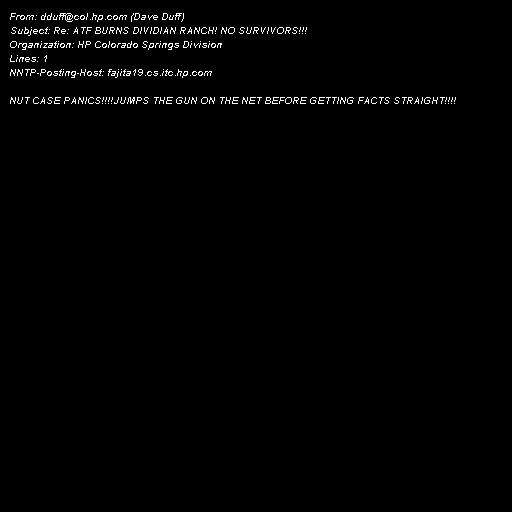 From: dduff@col.hp.com (Dave Duff)
Subject: Re: ATF BURNS DIVIDIAN RANCH! NO SURVIVORS!!!
Organization: HP Colorado Springs Division
Lines: 1
NNTP-Posting-Host: fajita19.cs.itc.hp.com

NUT CASE PANICS!!!!JUMPS THE GUN ON THE NET BEFORE GETTING FACTS STRAIGHT!!!!